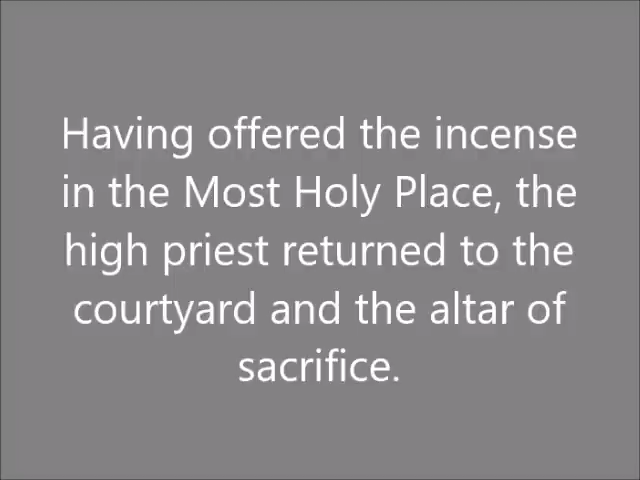 Having offered the incense
in the Most Holy Place, the
high priest returned to the
courtyard and the altar of
sacrifice.